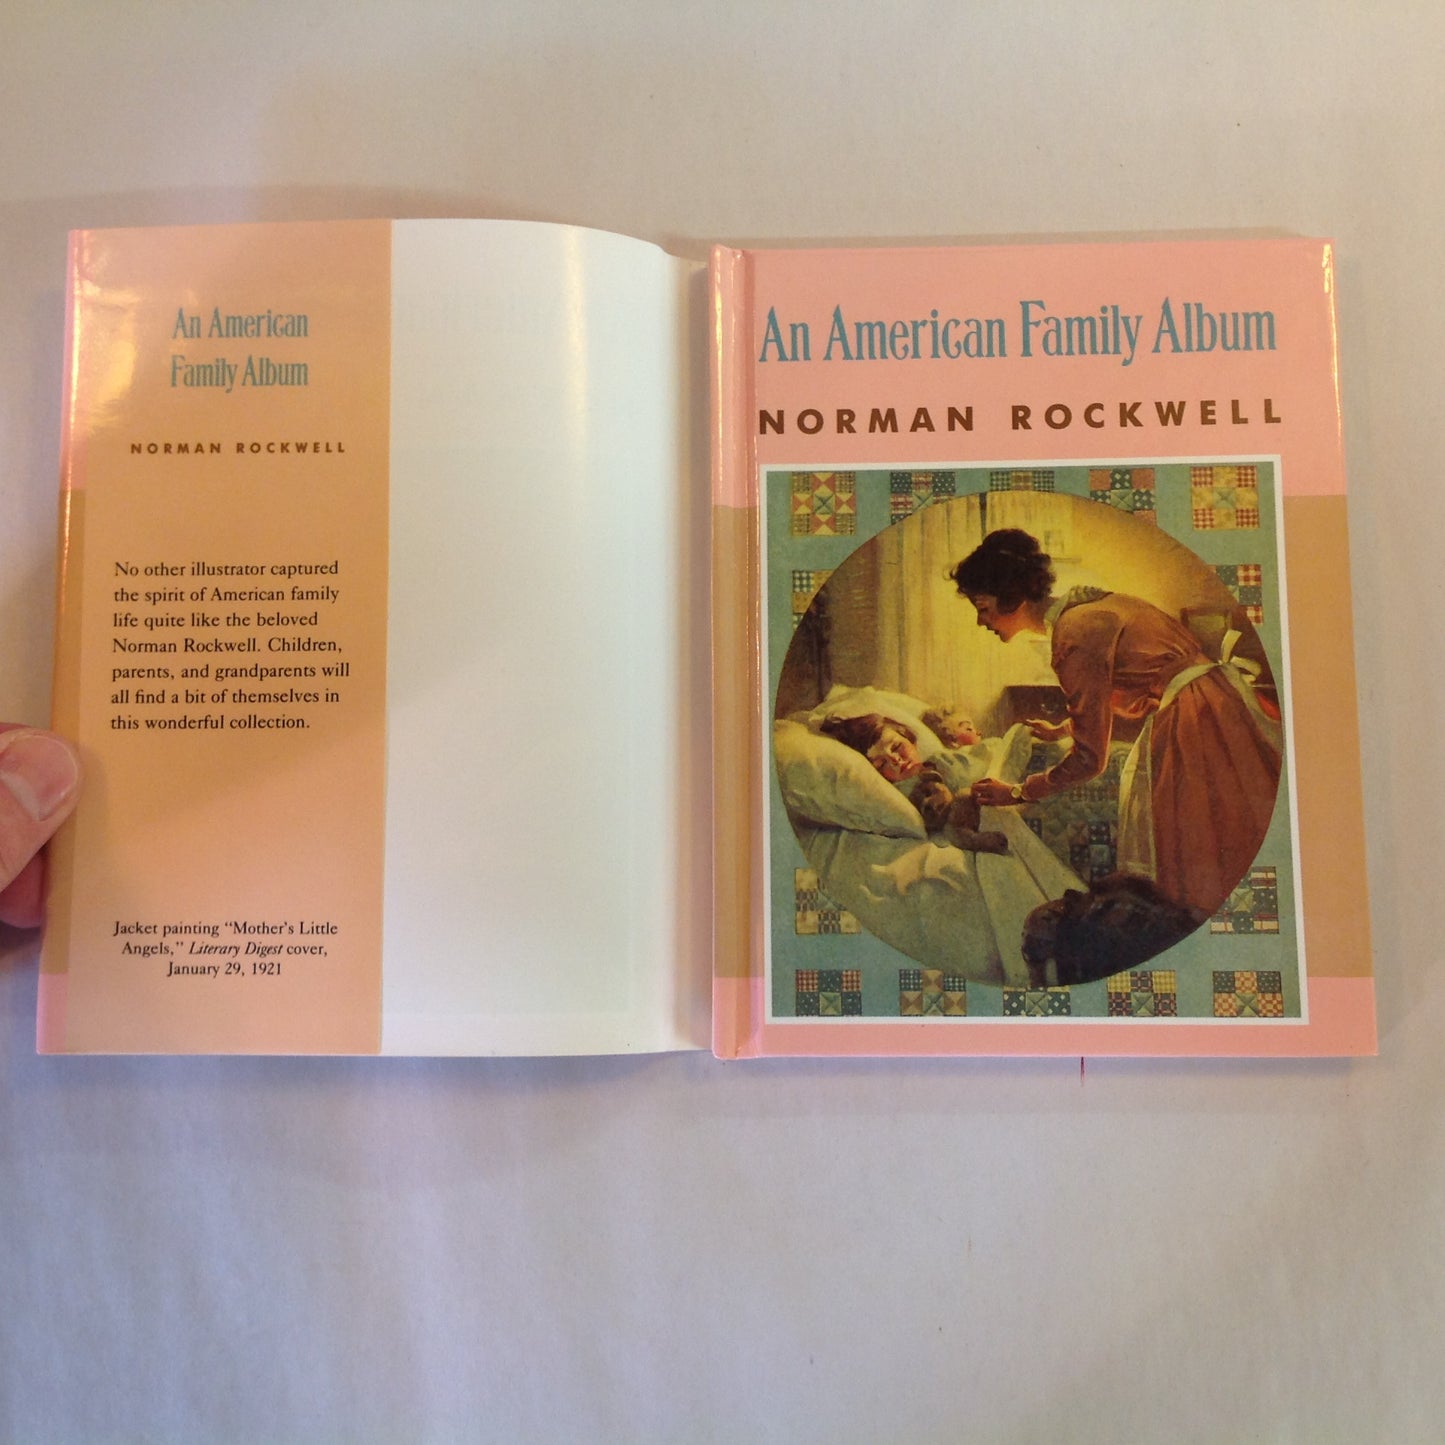 An American
Family Album
NORMAN ROCKWELL
No other illustrator captured
the spirit of American family
life quite like the beloved
Norman Rockwell. Children,
parents, and grandparents will
all find a bit of themselves in
this wonderful collection.
Jacket painting “Mother’s Little
Angels,” Literary Digest cover,
January 29, 1921
An American Family Album
NORMAN ROCKWELL